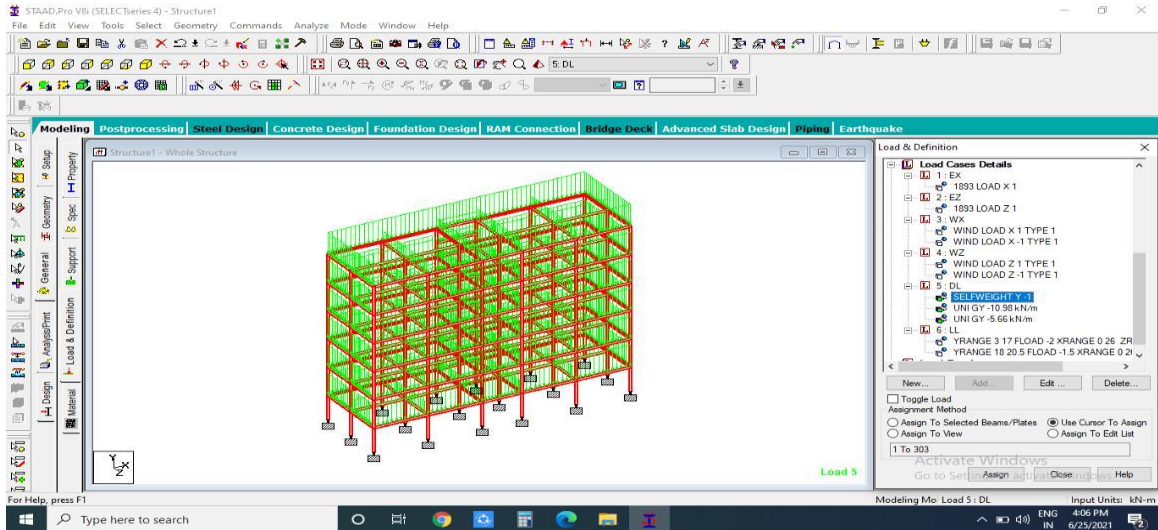 STAAD.Pro V8i (SELECTseries 4) - Structure1
File Edit View Tools Select Geometry Commands Analyze Mode Window Help
5: DL
Modeling Postprocessing Steel Design Concrete Design Foundation Design RAM Connection Bridge Deck Advanced Slab Design Piping Earthquake
Setup
Geometry
General
Analysis/Print
Design
Property
Spec
Support
Load & Definition
Material
Structure1 - Whole Structure
Y
X
Z
Load 5
Load & Definition
Load Cases Details
1 : EX
1893 LOAD X 1
2 : EZ
1893 LOAD Z 1
3 : WX
WIND LOAD X 1 TYPE 1
WIND LOAD X -1 TYPE 1
4 : WZ
WIND LOAD Z 1 TYPE 1
WIND LOAD Z -1 TYPE 1
5 : DL
SELFWEIGHT Y -1
UNI GY -10.98 kN/m
UNI GY -5.66 kN/m
6 : LL
YRANGE 3 17 FLOAD -2 XRANGE 0 26 ZR
YRANGE 18 20.5 FLOAD -1.5 XRANGE 0 2
New... Add... Edit ... Delete...
Toggle Load
Assignment Method
Assign To Selected Beams/Plates Use Cursor To Assign
Assign To View Assign To Edit List
1 To 303
Activate Windows
Go to Settings to activate Windows.
Assign Close Help
For Help, press F1
Modeling Mo Load 5 : DL Input Units: kN-m
Type here to search
ENG
IN
4:06 PM
6/25/2021
2